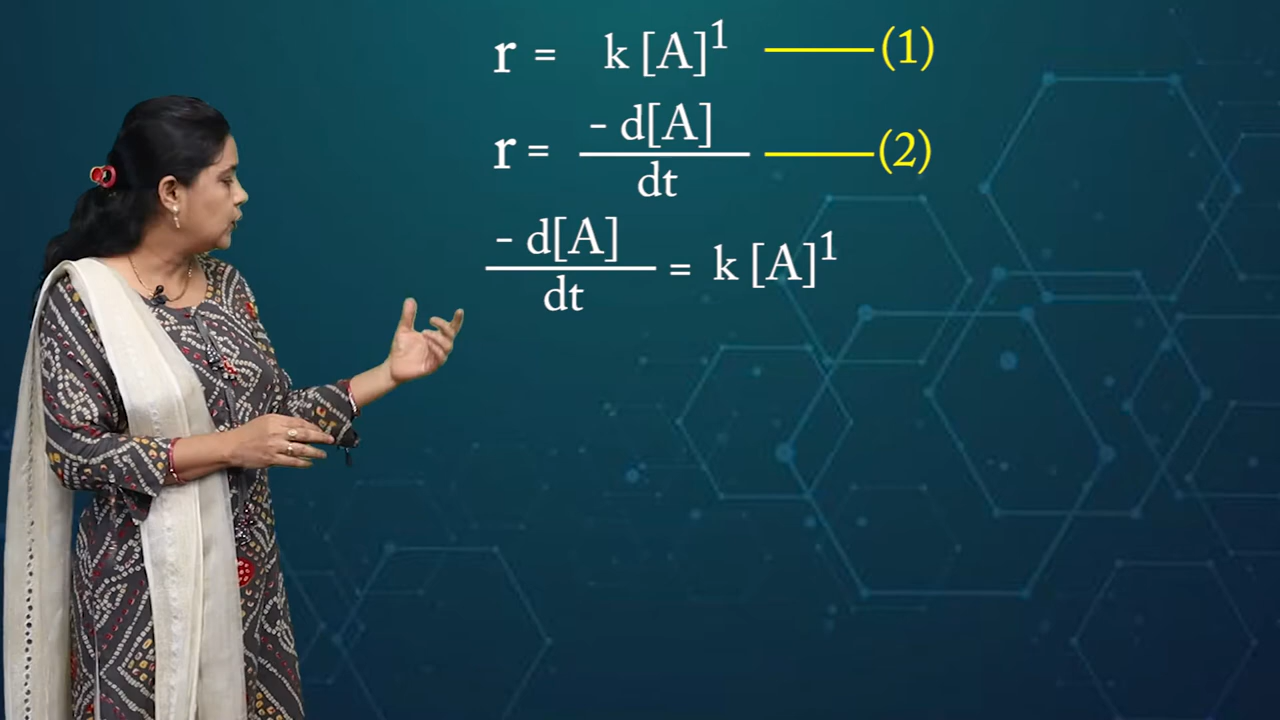 r = k [A]¹ (1)
r = - d[A] / dt (2)
- d[A] / dt = k [A]¹